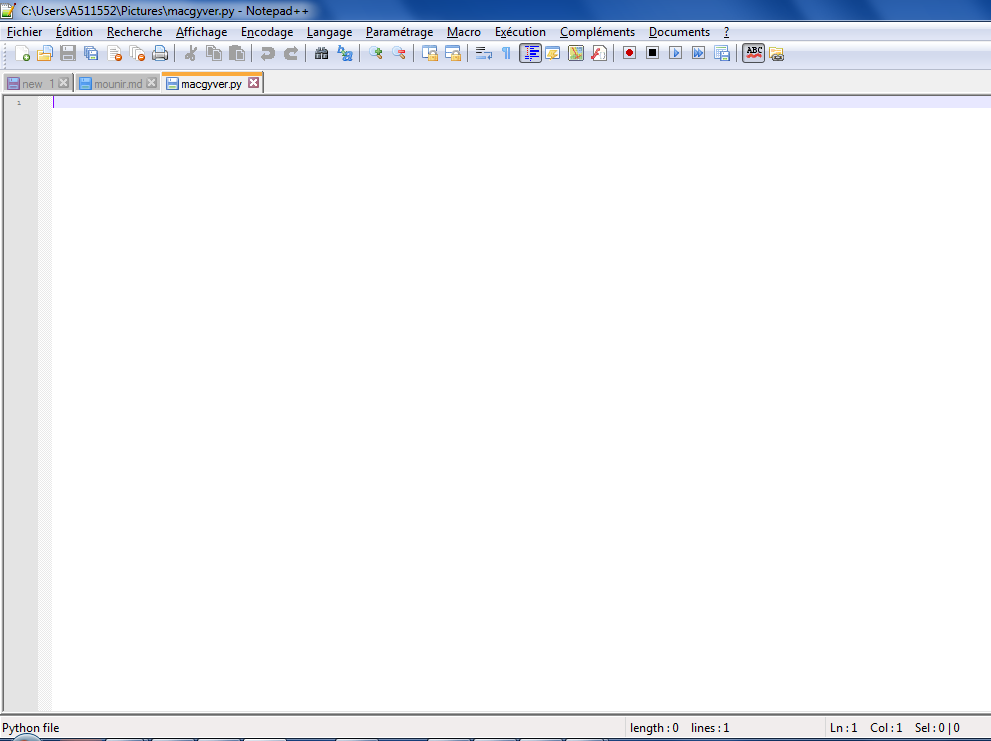 C:\Users\A511552\Pictures\macgyver.py - Notepad++
Fichier Édition Recherche Affichage Encodage Langage Paramétrage Macro Exécution Compléments Documents ?
ABC
new 1 mounir.md macgyver.py
1
Python file length : 0 lines : 1 Ln : 1 Col : 1 Sel : 0 | 0